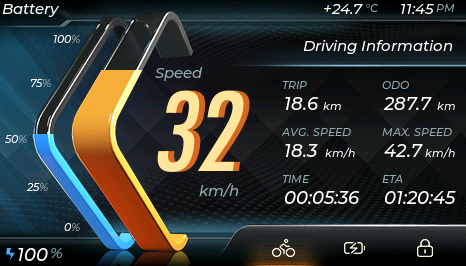 Battery
+24.7 °C 11:45 PM
Driving Information
100%
75%
50%
25%
0%
100%
Speed
32
km/h
TRIP ODO
18.6 km 287.7 km
AVG. SPEED MAX. SPEED
18.3 km/h 42.7 km/h
TIME ETA
00:05:36 01:20:45